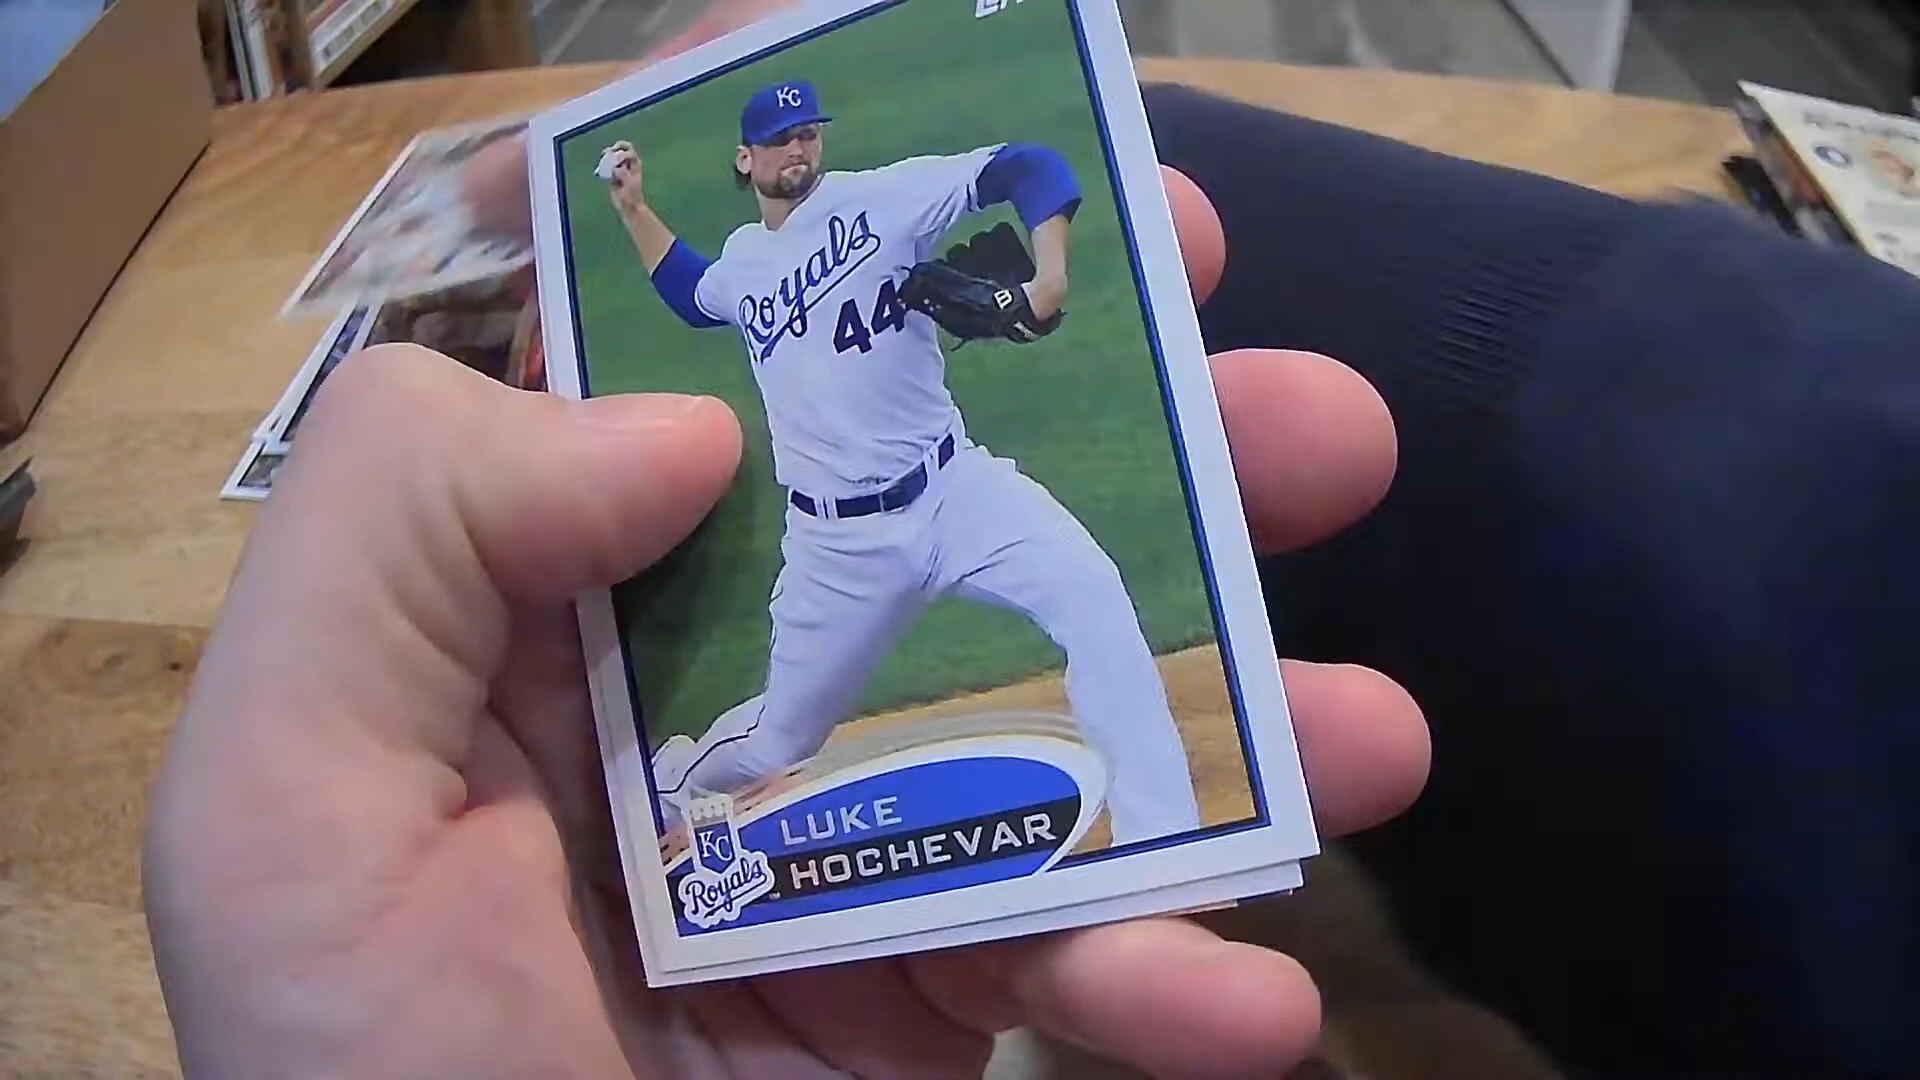 KC
Royals
44
LUKE
HOCHEVAR
KC
Royals